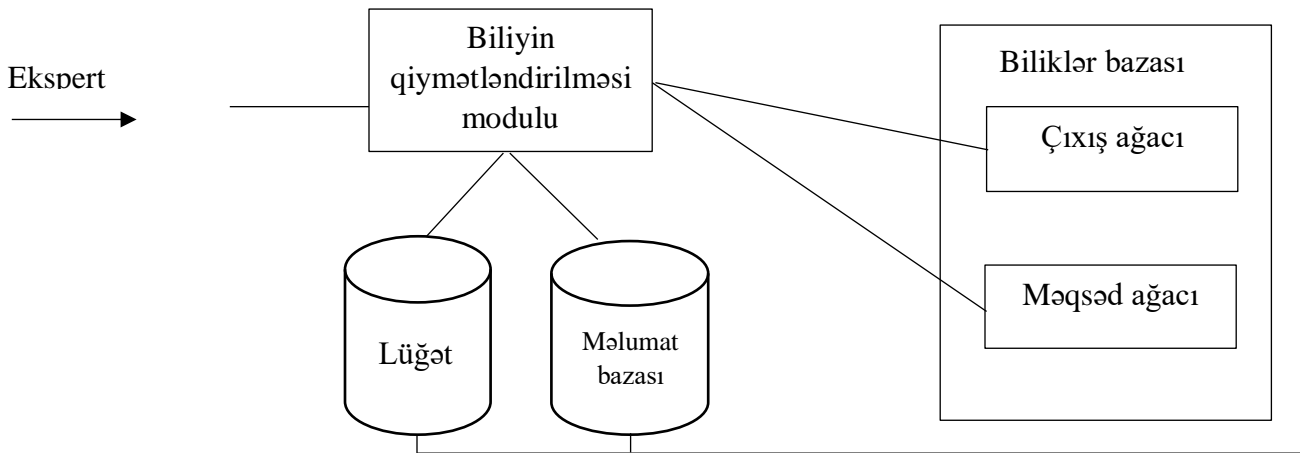 Ekspert
Biliyin
qiymətləndirilməsi
modulu
Biliklər bazası
Çıxış ağacı
Məqsəd ağacı
Lüğət
Məlumat
bazası